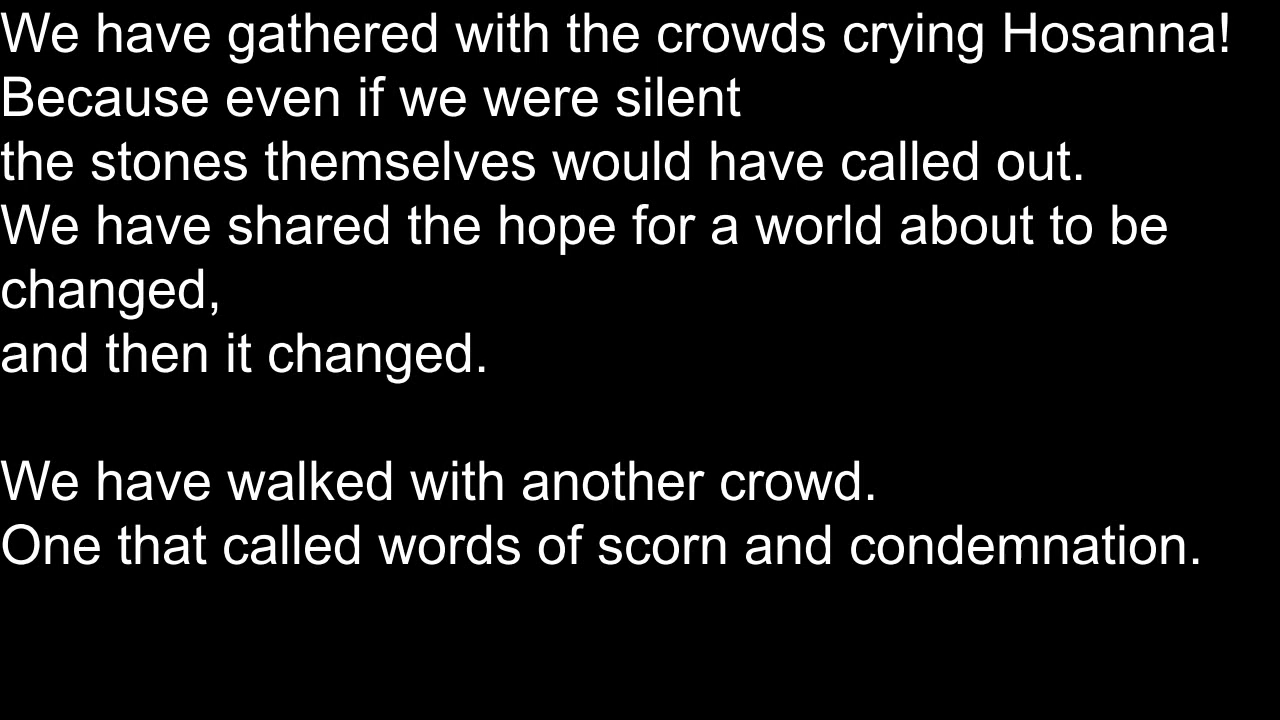 We have gathered with the crowds crying Hosanna!
Because even if we were silent
the stones themselves would have called out.
We have shared the hope for a world about to be
changed,
and then it changed.

We have walked with another crowd.
One that called words of scorn and condemnation.